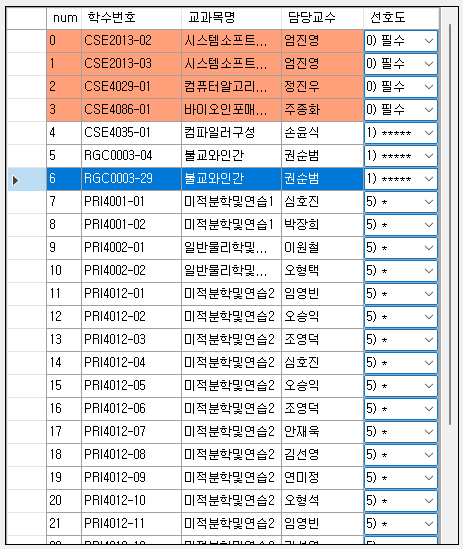 num 학수번호 교과목명 담당교수 선호도
0 CSE2013-02 시스템소프트... 엄진영 0) 필수
1 CSE2013-03 시스템소프트... 엄진영 0) 필수
2 CSE4029-01 컴퓨터알고리... 정진우 0) 필수
3 CSE4086-01 바이오인포매... 주종화 0) 필수
4 CSE4035-01 컴파일러구성 손윤식 1) *****
5 RGC0003-04 불교와인간 권순범 1) *****
6 RGC0003-29 불교와인간 권순범 1) *****
7 PRI4001-01 미적분학및연습1 심호진 5) *
8 PRI4001-02 미적분학및연습1 박장희 5) *
9 PRI4002-01 일반물리학및... 이원철 5) *
10 PRI4002-02 일반물리학및... 오형택 5) *
11 PRI4012-01 미적분학및연습2 임영빈 5) *
12 PRI4012-02 미적분학및연습2 오승익 5) *
13 PRI4012-03 미적분학및연습2 조영덕 5) *
14 PRI4012-04 미적분학및연습2 심호진 5) *
15 PRI4012-05 미적분학및연습2 오승익 5) *
16 PRI4012-06 미적분학및연습2 조영덕 5) *
17 PRI4012-07 미적분학및연습2 안재욱 5) *
18 PRI4012-08 미적분학및연습2 김선영 5) *
19 PRI4012-09 미적분학및연습2 연미정 5) *
20 PRI4012-10 미적분학및연습2 오형석 5) *
21 PRI4012-11 미적분학및연습2 임영빈 5) *